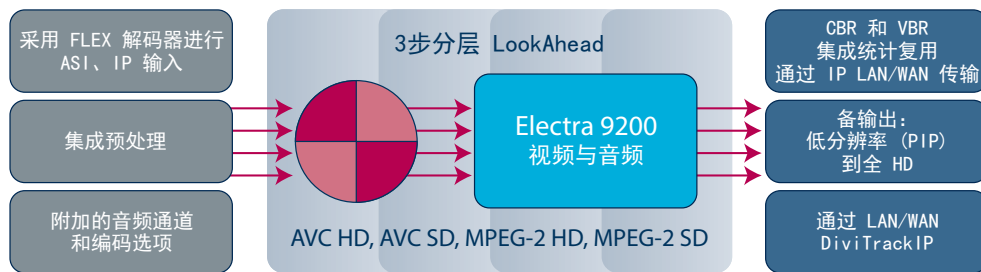 采用 FLEX 解码器进行
ASI、IP 输入
集成预处理
附加的音频通道
和编码选项
3步分层 LookAhead
Electra 9200
视频与音频
AVC HD, AVC SD, MPEG-2 HD, MPEG-2 SD
CBR 和 VBR
集成统计复用
通过 IP LAN/WAN 传输
备输出:
低分辨率 (PIP)
到全 HD
通过 LAN/WAN
DiviTrackIP